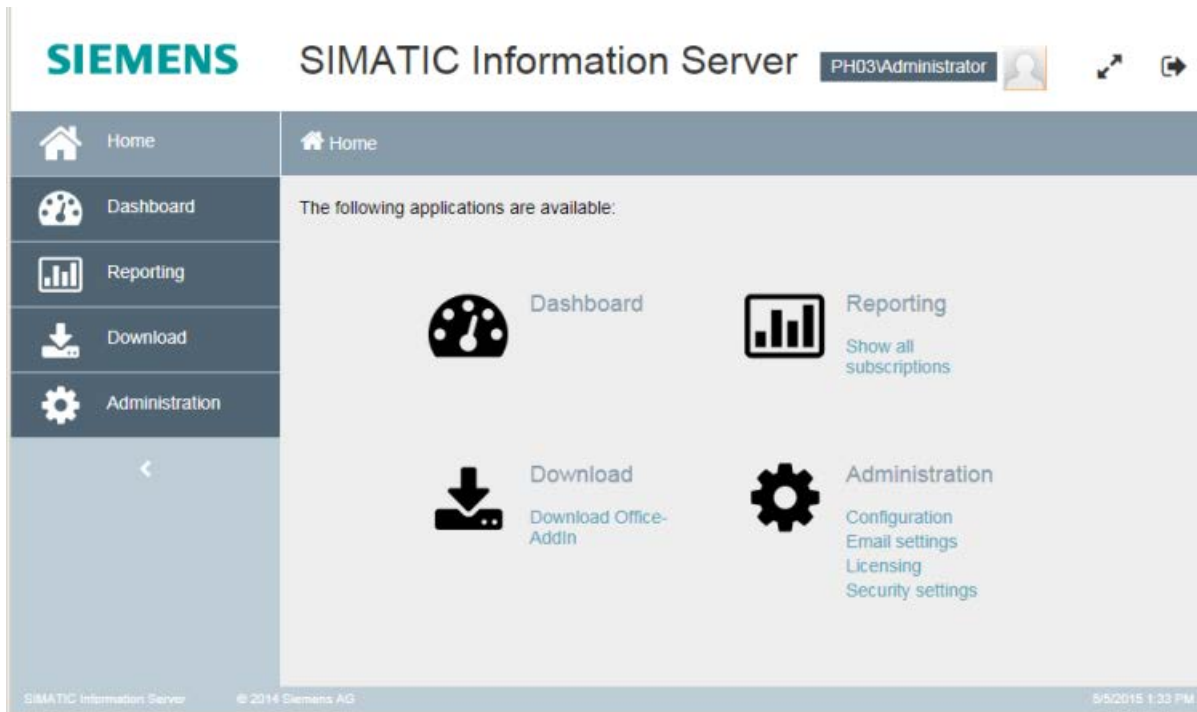 SIEMENS
SIMATIC Information Server
PH03\Administrator
Home
Dashboard
Reporting
Download
Administration
Home
The following applications are available:
Dashboard
Reporting
Show all
subscriptions
Download
Download Office-
AddIn
Administration
Configuration
Email settings
Licensing
Security settings
SIMATIC Information Server
© 2014 Siemens AG
5/5/2015 1:33 PM